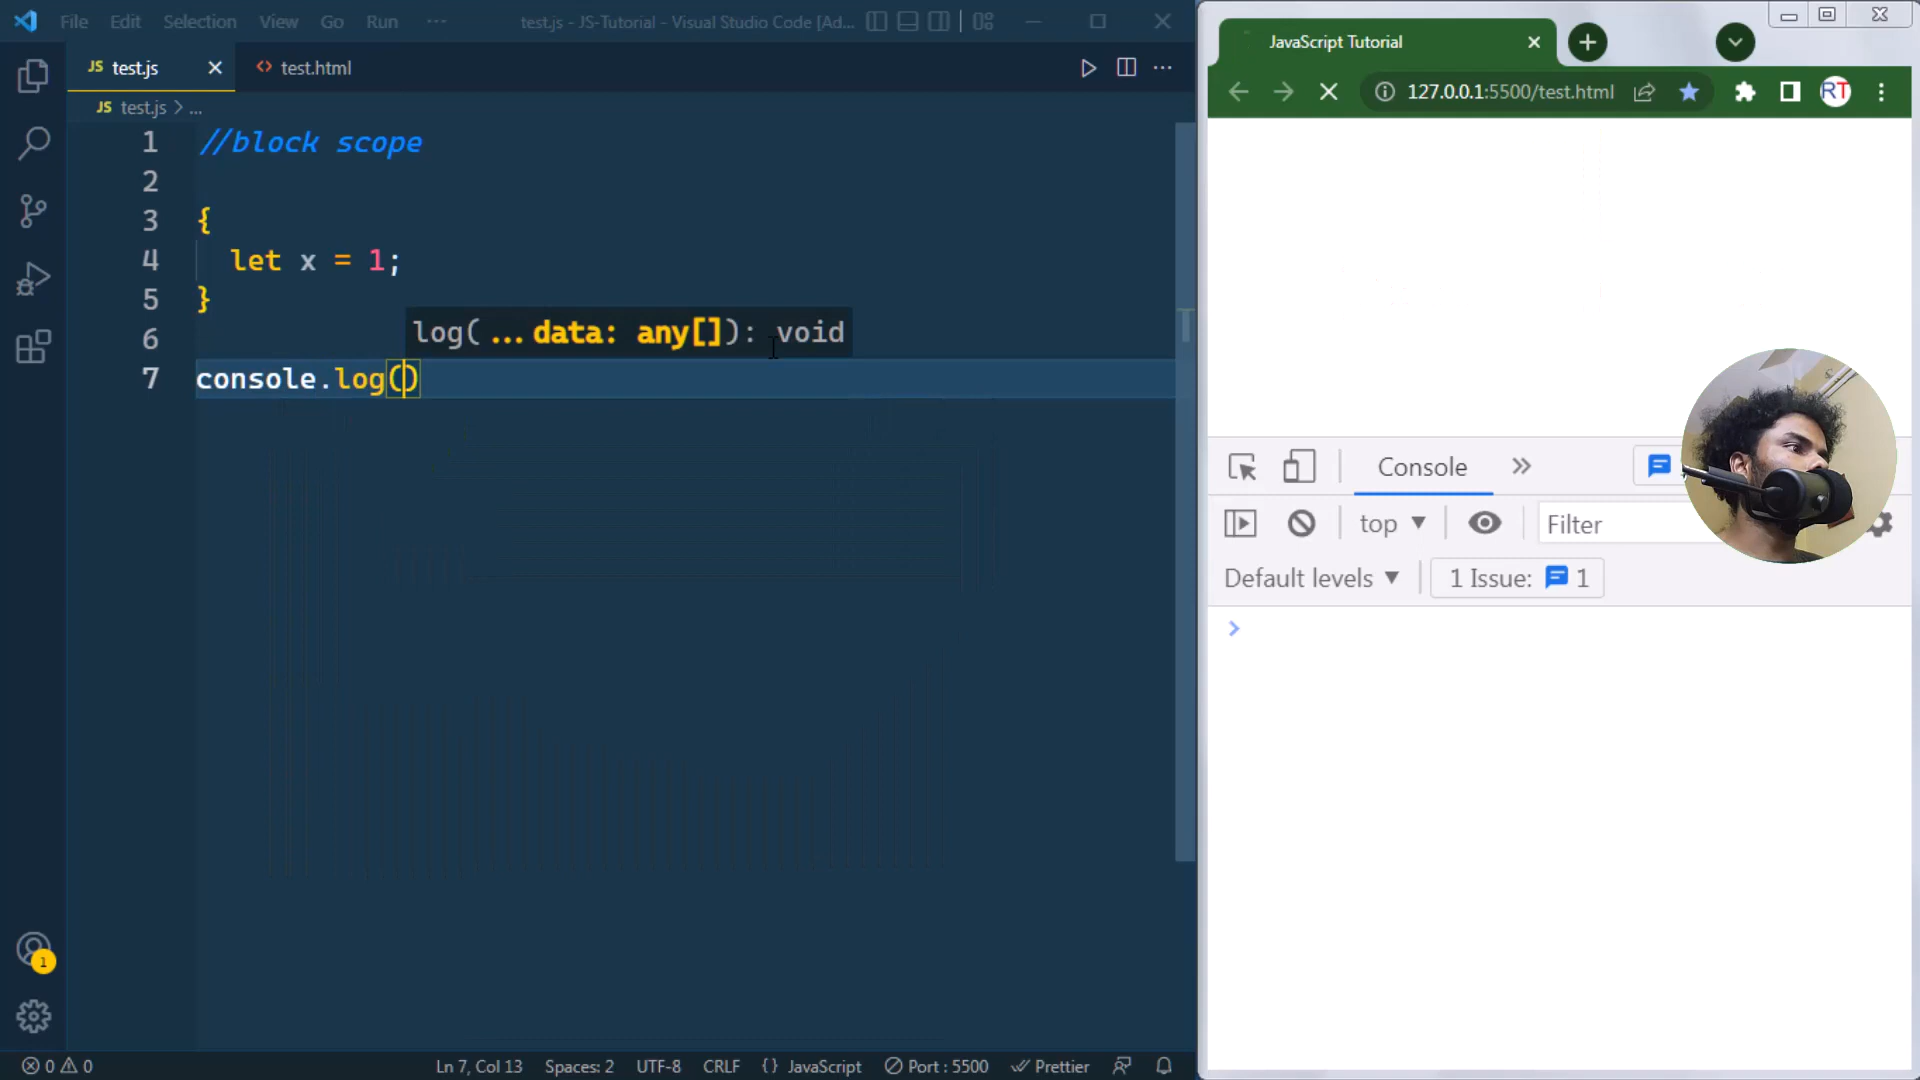 File Edit Selection View Go Run ··· test.js - JS-Tutorial - Visual Studio Code [Ad...
JS test.js
<> test.html
JS test.js > ...
1 //block scope
2
3 {
4 let x = 1;
5 }
6
log(...data: any[]): void
7 console.log()
1
0 0
Ln 7, Col 13 Spaces: 2 UTF-8 CRLF {} JavaScript Port : 5500 Prettier
JavaScript Tutorial
127.0.0.1:5500/test.html
RT
Console
top Filter
Default levels 1 Issue: 1